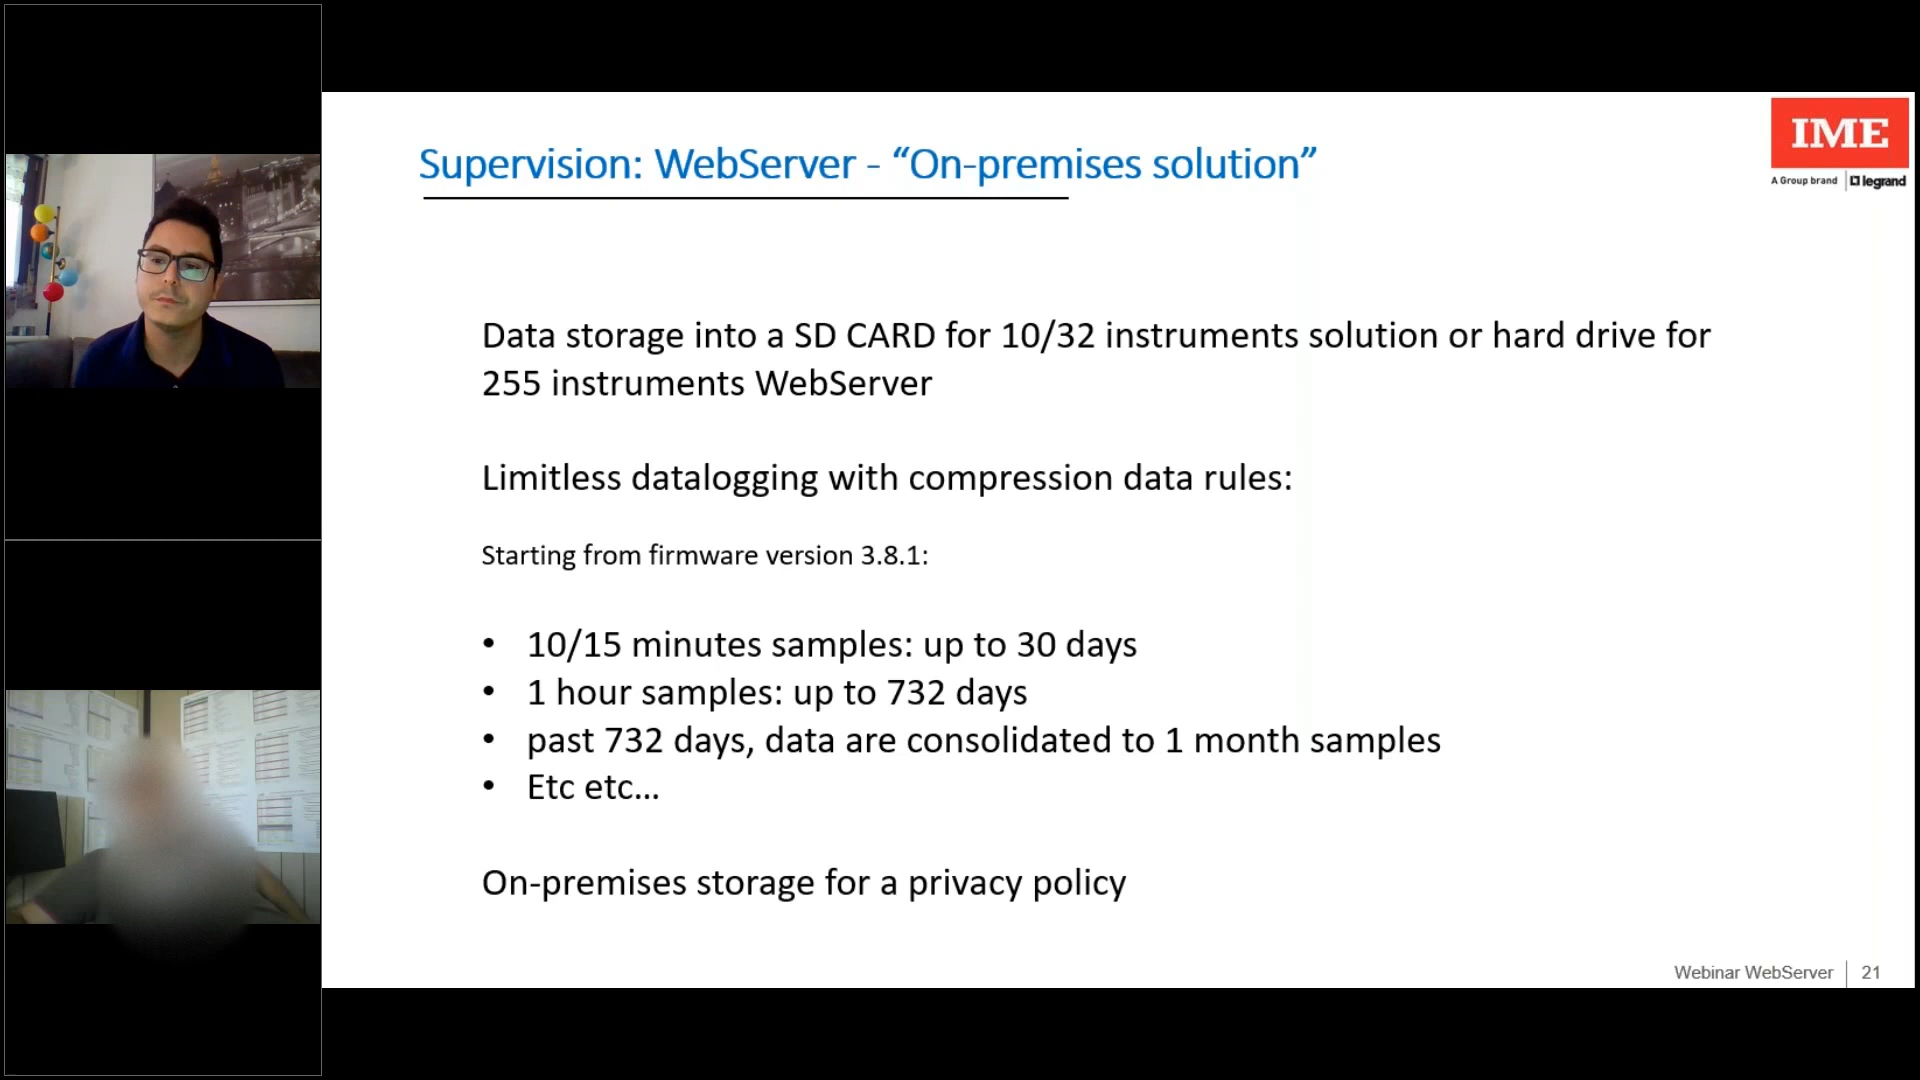 IME
A Group brand | legrand
Supervision: WebServer - “On-premises solution”
Data storage into a SD CARD for 10/32 instruments solution or hard drive for
255 instruments WebServer
Limitless datalogging with compression data rules:
Starting from firmware version 3.8.1:
• 10/15 minutes samples: up to 30 days
• 1 hour samples: up to 732 days
• past 732 days, data are consolidated to 1 month samples
• Etc etc...
On-premises storage for a privacy policy
Webinar WebServer | 21